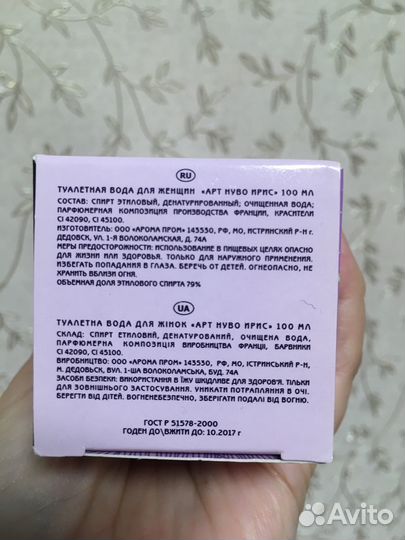 RU
ТУАЛЕТНАЯ ВОДА ДЛЯ ЖЕНЩИН «АРТ НУВО ИРИС» 100 МЛ
СОСТАВ: СПИРТ ЭТИЛОВЫЙ, ДЕНАТУРИРОВАННЫЙ; ОЧИЩЕННАЯ ВОДА;
ПАРФЮМЕРНАЯ КОМПОЗИЦИЯ ПРОИЗВОДСТВА ФРАНЦИИ, КРАСИТЕЛИ
CI 42090, CI 45100.
ИЗГОТОВИТЕЛЬ: ООО «АРОМА ПРОМ» 143530, РФ, МО, ИСТРИНСКИЙ Р-Н г.
ДЕДОВСК, УЛ. 1-Я ВОЛОКОЛАМСКАЯ, Д. 74А
МЕРЫ ПРЕДОСТОРОЖНОСТИ: ИСПОЛЬЗОВАНИЕ В ПИЩЕВЫХ ЦЕЛЯХ ОПАСНО
ДЛЯ ЖИЗНИ ИЛИ ЗДОРОВЬЯ. ТОЛЬКО ДЛЯ НАРУЖНОГО ПРИМЕНЕНИЯ.
ИЗБЕГАТЬ ПОПАДАНИЯ В ГЛАЗА. БЕРЕЧЬ ОТ ДЕТЕЙ. ОГНЕОПАСНО, НЕ
ХРАНИТЬ ВБЛИЗИ ОГНЯ.
ОБЪЕМНАЯ ДОЛЯ ЭТИЛОВОГО СПИРТА 79%
UA
ТУАЛЕТНА ВОДА ДЛЯ ЖІНОК «АРТ НУВО ИРИС» 100 МЛ
СКЛАД: СПИРТ ЕТИЛОВИЙ, ДЕНАТУРОВАНИЙ, ОЧИЩЕНА ВОДА,
ПАРФЮМЕРНА КОМПОЗИЦІЯ ВИРОБНИЦТВА ФРАНЦІЇ, БАРВНИКИ
CI 42090, CI 45100.
ВИРОБНИЦТВО: ООО «АРОМА ПРОМ» 143530, РФ, МО, ІСТРИНСЬКИЙ Р-Н,
М. ДЕДОВСЬК, ВУЛ. 1-ША ВОЛОКОЛАМСЬКА, БУД. 74А
ЗАСОБИ БЕЗПЕКИ: ВИКОРИСТАННЯ В ЇЖУ ШКІДЛИВЕ ДЛЯ ЗДОРОВ'Я. ТІЛЬКИ
ДЛЯ ЗОВНІШНЬОГО ЗАСТОСУВАННЯ. УНИКАТИ ПОТРАПЛЯННЯ В ОЧІ.
БЕРЕГТИ ВІД ДІТЕЙ. ВОГНЕНЕБЕЗПЕЧНО, ЗБЕРІГАТИ ПОДАЛІ ВІД ВОГНЮ.
ГОСТ Р 51578-2000
ГОДЕН ДО\ВЖИТИ ДО: 10.2017 г
Avito